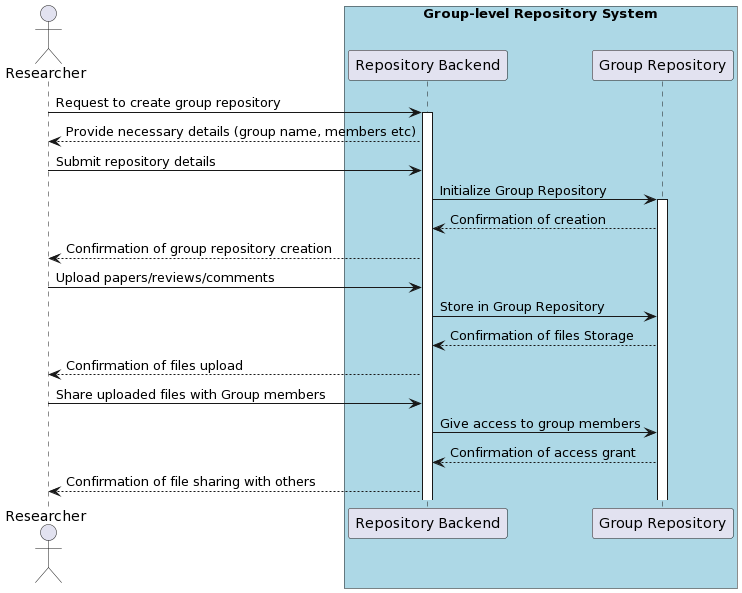 Group-level Repository System
Researcher
Repository Backend
Group Repository
Request to create group repository
Provide necessary details (group name, members etc)
Submit repository details
Initialize Group Repository
Confirmation of creation
Confirmation of group repository creation
Upload papers/reviews/comments
Store in Group Repository
Confirmation of files Storage
Confirmation of files upload
Share uploaded files with Group members
Give access to group members
Confirmation of access grant
Confirmation of file sharing with others
Researcher
Repository Backend
Group Repository